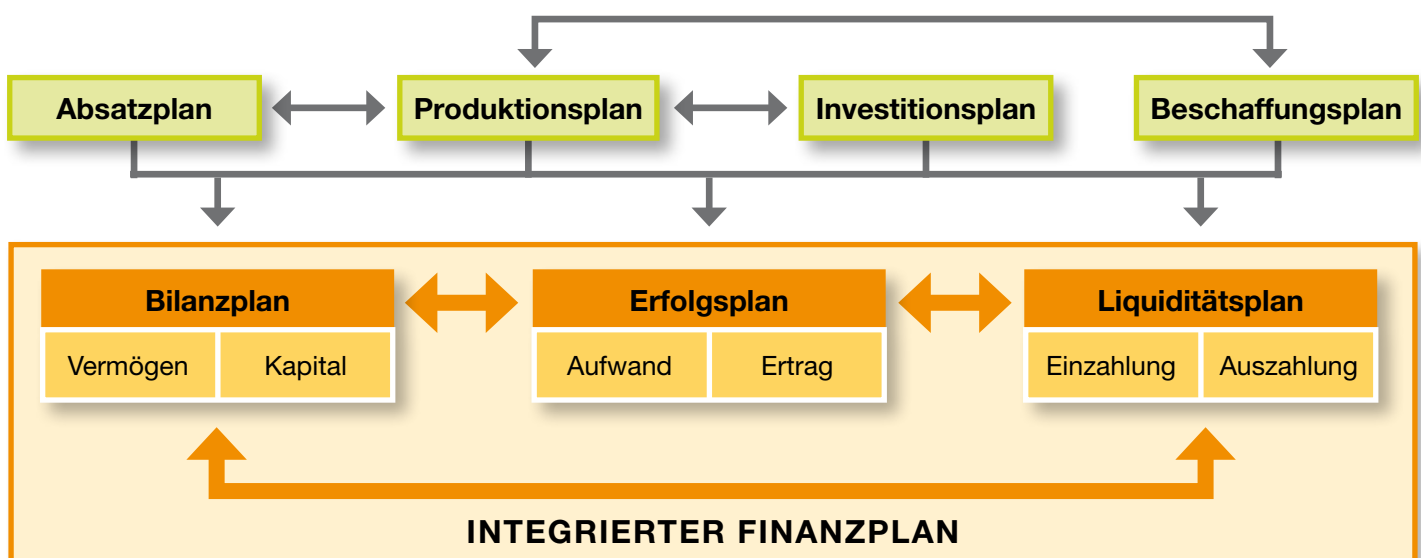 Absatzplan
Produktionsplan
Investitionsplan
Beschaffungsplan
Bilanzplan
Erfolgsplan
Liquiditätsplan
Vermögen
Kapital
Aufwand
Ertrag
Einzahlung
Auszahlung
INTEGRIERTER FINANZPLAN